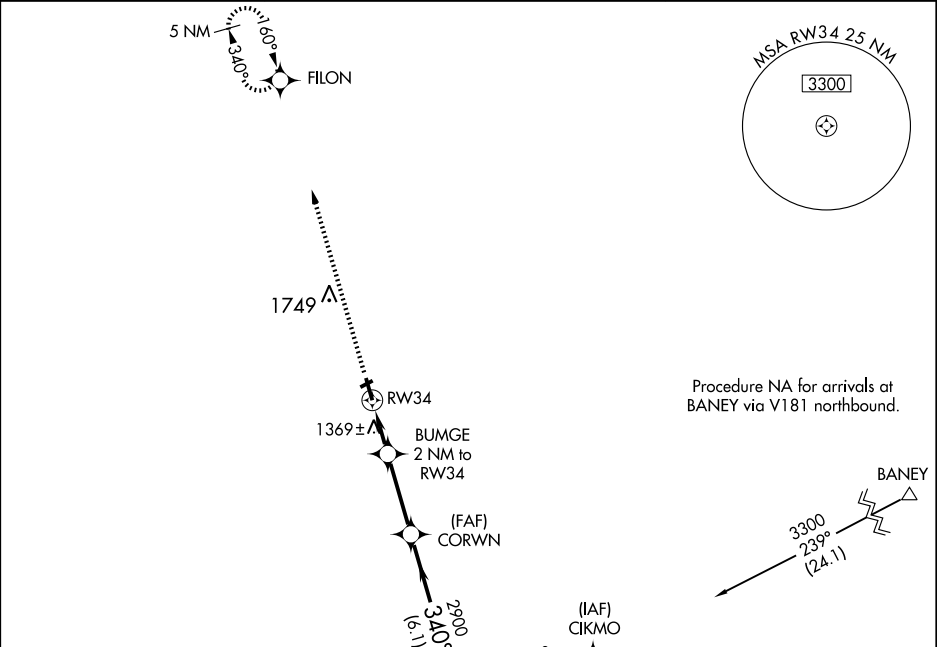 5 NM
160°
340°
FILON
MSA RW34 25 NM
3300
1749
RW34
1369±
BUMGE
2 NM to
RW34
(FAF)
CORWN
Procedure NA for arrivals at
BANEY via V181 northbound.
BANEY
3300
239°
(24.1)
2900
340°
(6.1)
(IAF)
CIKMO